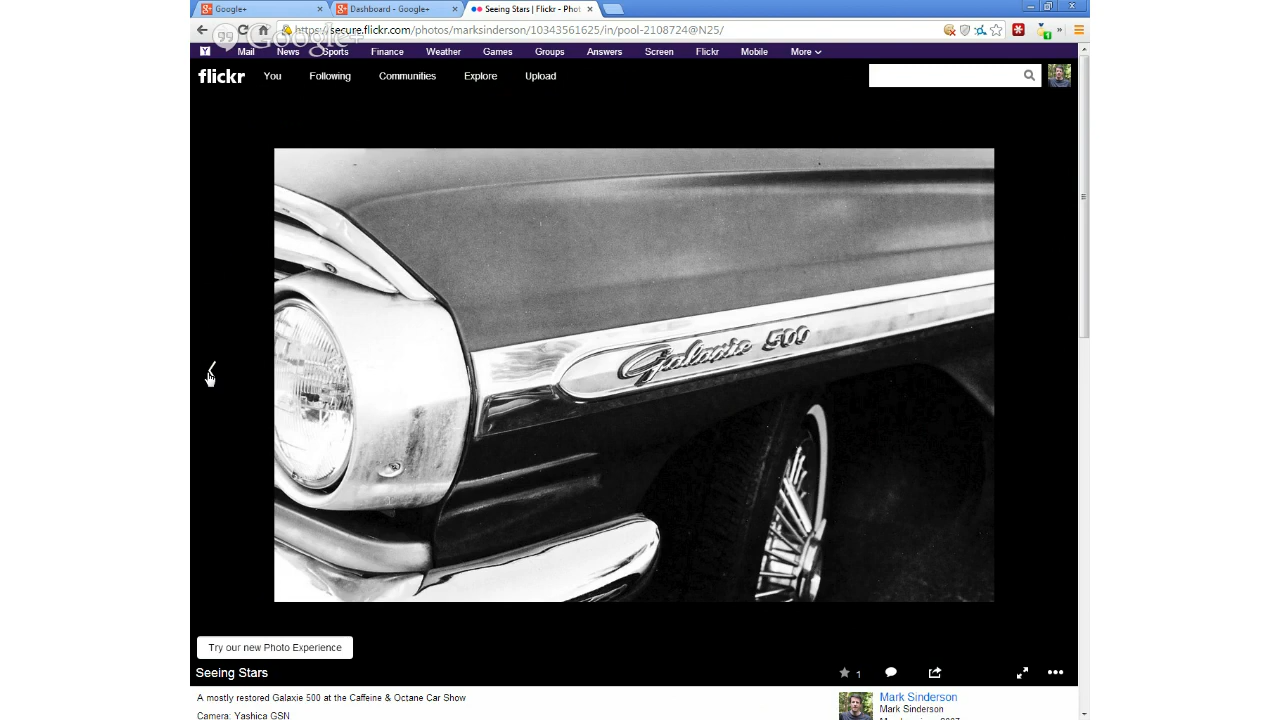 Google+
Dashboard - Google+
Seeing Stars | Flickr - Phot
https://secure.flickr.com/photos/marksinderson/10343561625/in/pool-2108724@N25/
Google+
Y Mail News Sports Finance Weather Games Groups Answers Screen Flickr Mobile More
flickr You Following Communities Explore Upload
Galaxie 500
Try our new Photo Experience
Seeing Stars
1
A mostly restored Galaxie 500 at the Caffeine & Octane Car Show
Camera: Yashica GSN
Mark Sinderson
Mark Sinderson